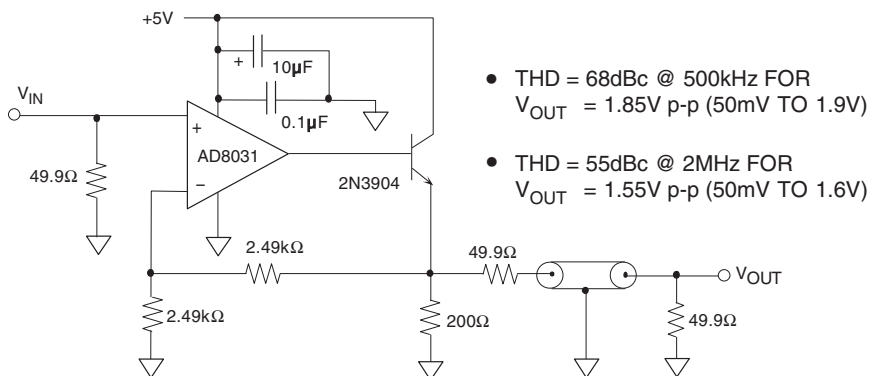 +5V
+
10µF
0.1µF
V_IN
49.9Ω
+
AD8031
−
2N3904
2.49kΩ
2.49kΩ
49.9Ω
200Ω
V_OUT
49.9Ω
● THD = 68dBc @ 500kHz FOR
V_OUT = 1.85V p-p (50mV TO 1.9V)
● THD = 55dBc @ 2MHz FOR
V_OUT = 1.55V p-p (50mV TO 1.6V)